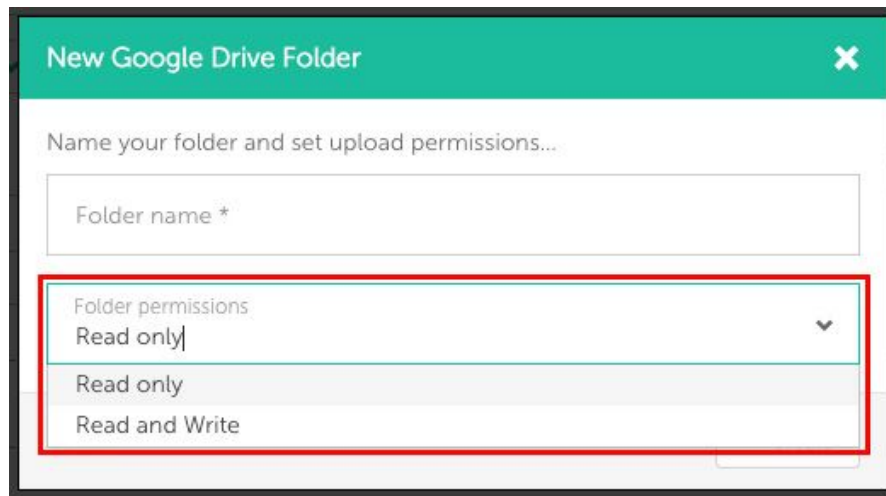 New Google Drive Folder
Name your folder and set upload permissions...
Folder name *
Folder permissions
Read only
Read only
Read and Write